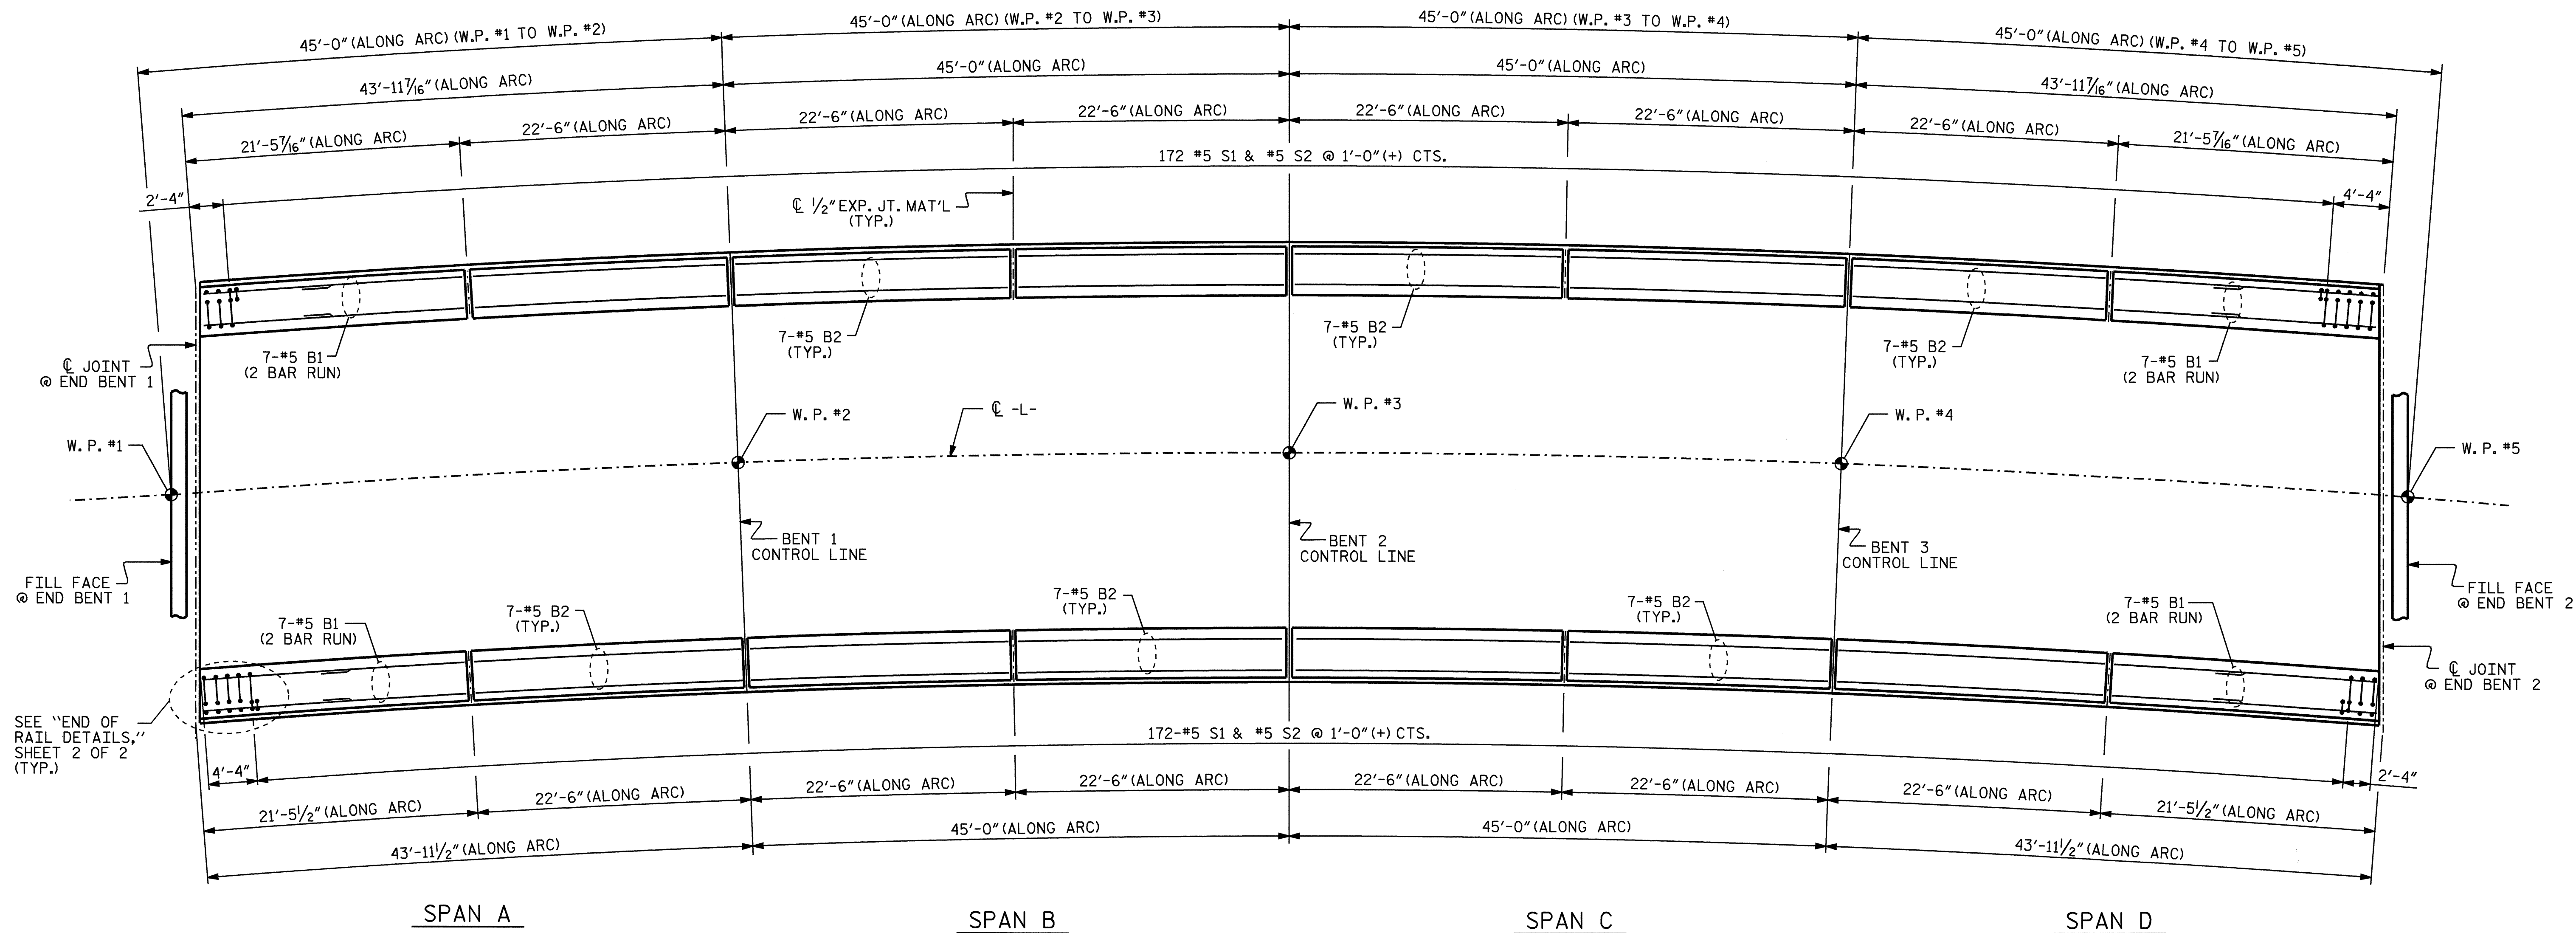 45'-0" (ALONG ARC) (W.P. #1 TO W.P. #2)
45'-0" (ALONG ARC) (W.P. #2 TO W.P. #3)
45'-0" (ALONG ARC) (W.P. #3 TO W.P. #4)
45'-0" (ALONG ARC) (W.P. #4 TO W.P. #5)
43'-11 7/16" (ALONG ARC)
45'-0" (ALONG ARC)
45'-0" (ALONG ARC)
43'-11 7/16" (ALONG ARC)
21'-5 7/16" (ALONG ARC)
22'-6" (ALONG ARC)
22'-6" (ALONG ARC)
22'-6" (ALONG ARC)
22'-6" (ALONG ARC)
22'-6" (ALONG ARC)
22'-6" (ALONG ARC)
21'-5 7/16" (ALONG ARC)
172 #5 S1 & #5 S2 @ 1'-0" (+) CTS.
2'-4"
4'-4"
℄ 1/2" EXP. JT. MAT'L
(TYP.)
℄ JOINT
@ END BENT 1
7-#5 B1
(2 BAR RUN)
7-#5 B2
(TYP.)
7-#5 B2
(TYP.)
7-#5 B2
(TYP.)
7-#5 B1
(2 BAR RUN)
W.P. #1
W.P. #2
℄ -L-
W.P. #3
W.P. #4
W.P. #5
FILL FACE
@ END BENT 1
BENT 1
CONTROL LINE
BENT 2
CONTROL LINE
BENT 3
CONTROL LINE
FILL FACE
@ END BENT 2
7-#5 B1
(2 BAR RUN)
7-#5 B2
(TYP.)
7-#5 B2
(TYP.)
7-#5 B2
(TYP.)
7-#5 B1
(2 BAR RUN)
℄ JOINT
@ END BENT 2
SEE "END OF
RAIL DETAILS,"
SHEET 2 OF 2
(TYP.)
172-#5 S1 & #5 S2 @ 1'-0" (+) CTS.
4'-4"
2'-4"
21'-5 1/2" (ALONG ARC)
22'-6" (ALONG ARC)
22'-6" (ALONG ARC)
22'-6" (ALONG ARC)
22'-6" (ALONG ARC)
22'-6" (ALONG ARC)
22'-6" (ALONG ARC)
21'-5 1/2" (ALONG ARC)
43'-11 1/2" (ALONG ARC)
45'-0" (ALONG ARC)
45'-0" (ALONG ARC)
43'-11 1/2" (ALONG ARC)
SPAN A
SPAN B
SPAN C
SPAN D